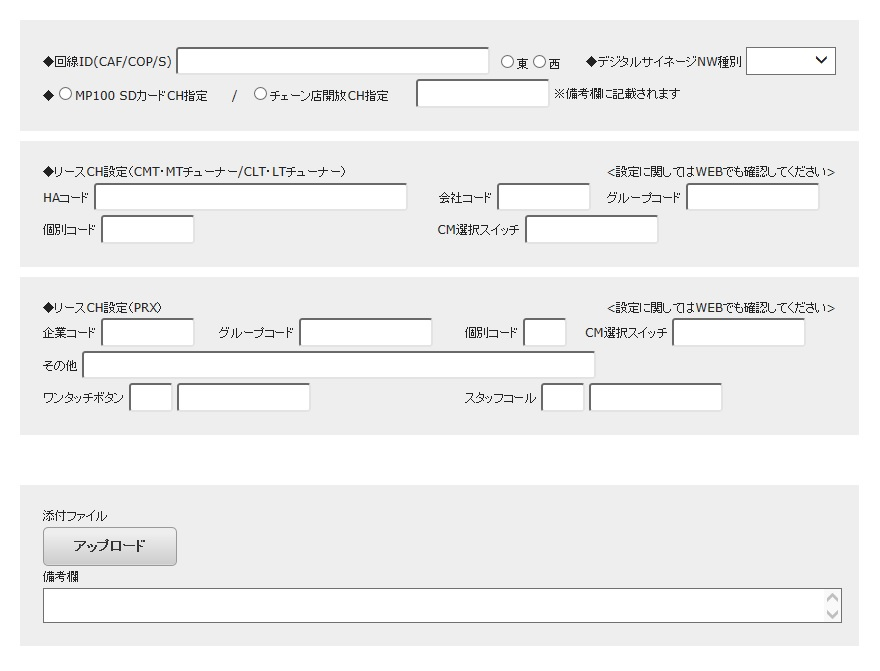 ◆回線ID(CAF/COP/S) 東 西 ◆デジタルサイネージNW種別
◆ MP100 SDカードCH指定 / チェーン店開放CH指定 ※備考欄に記載されます
◆リースCH設定(CMT・MTチューナー/CLT・LTチューナー) <設定に関してはWEBでも確認してください>
HAコード 会社コード グループコード
個別コード CM選択スイッチ
◆リースCH設定(PRX) <設定に関してはWEBでも確認してください>
企業コード グループコード 個別コード CM選択スイッチ
その他
ワンタッチボタン スタッフコール
添付ファイル
アップロード
備考欄